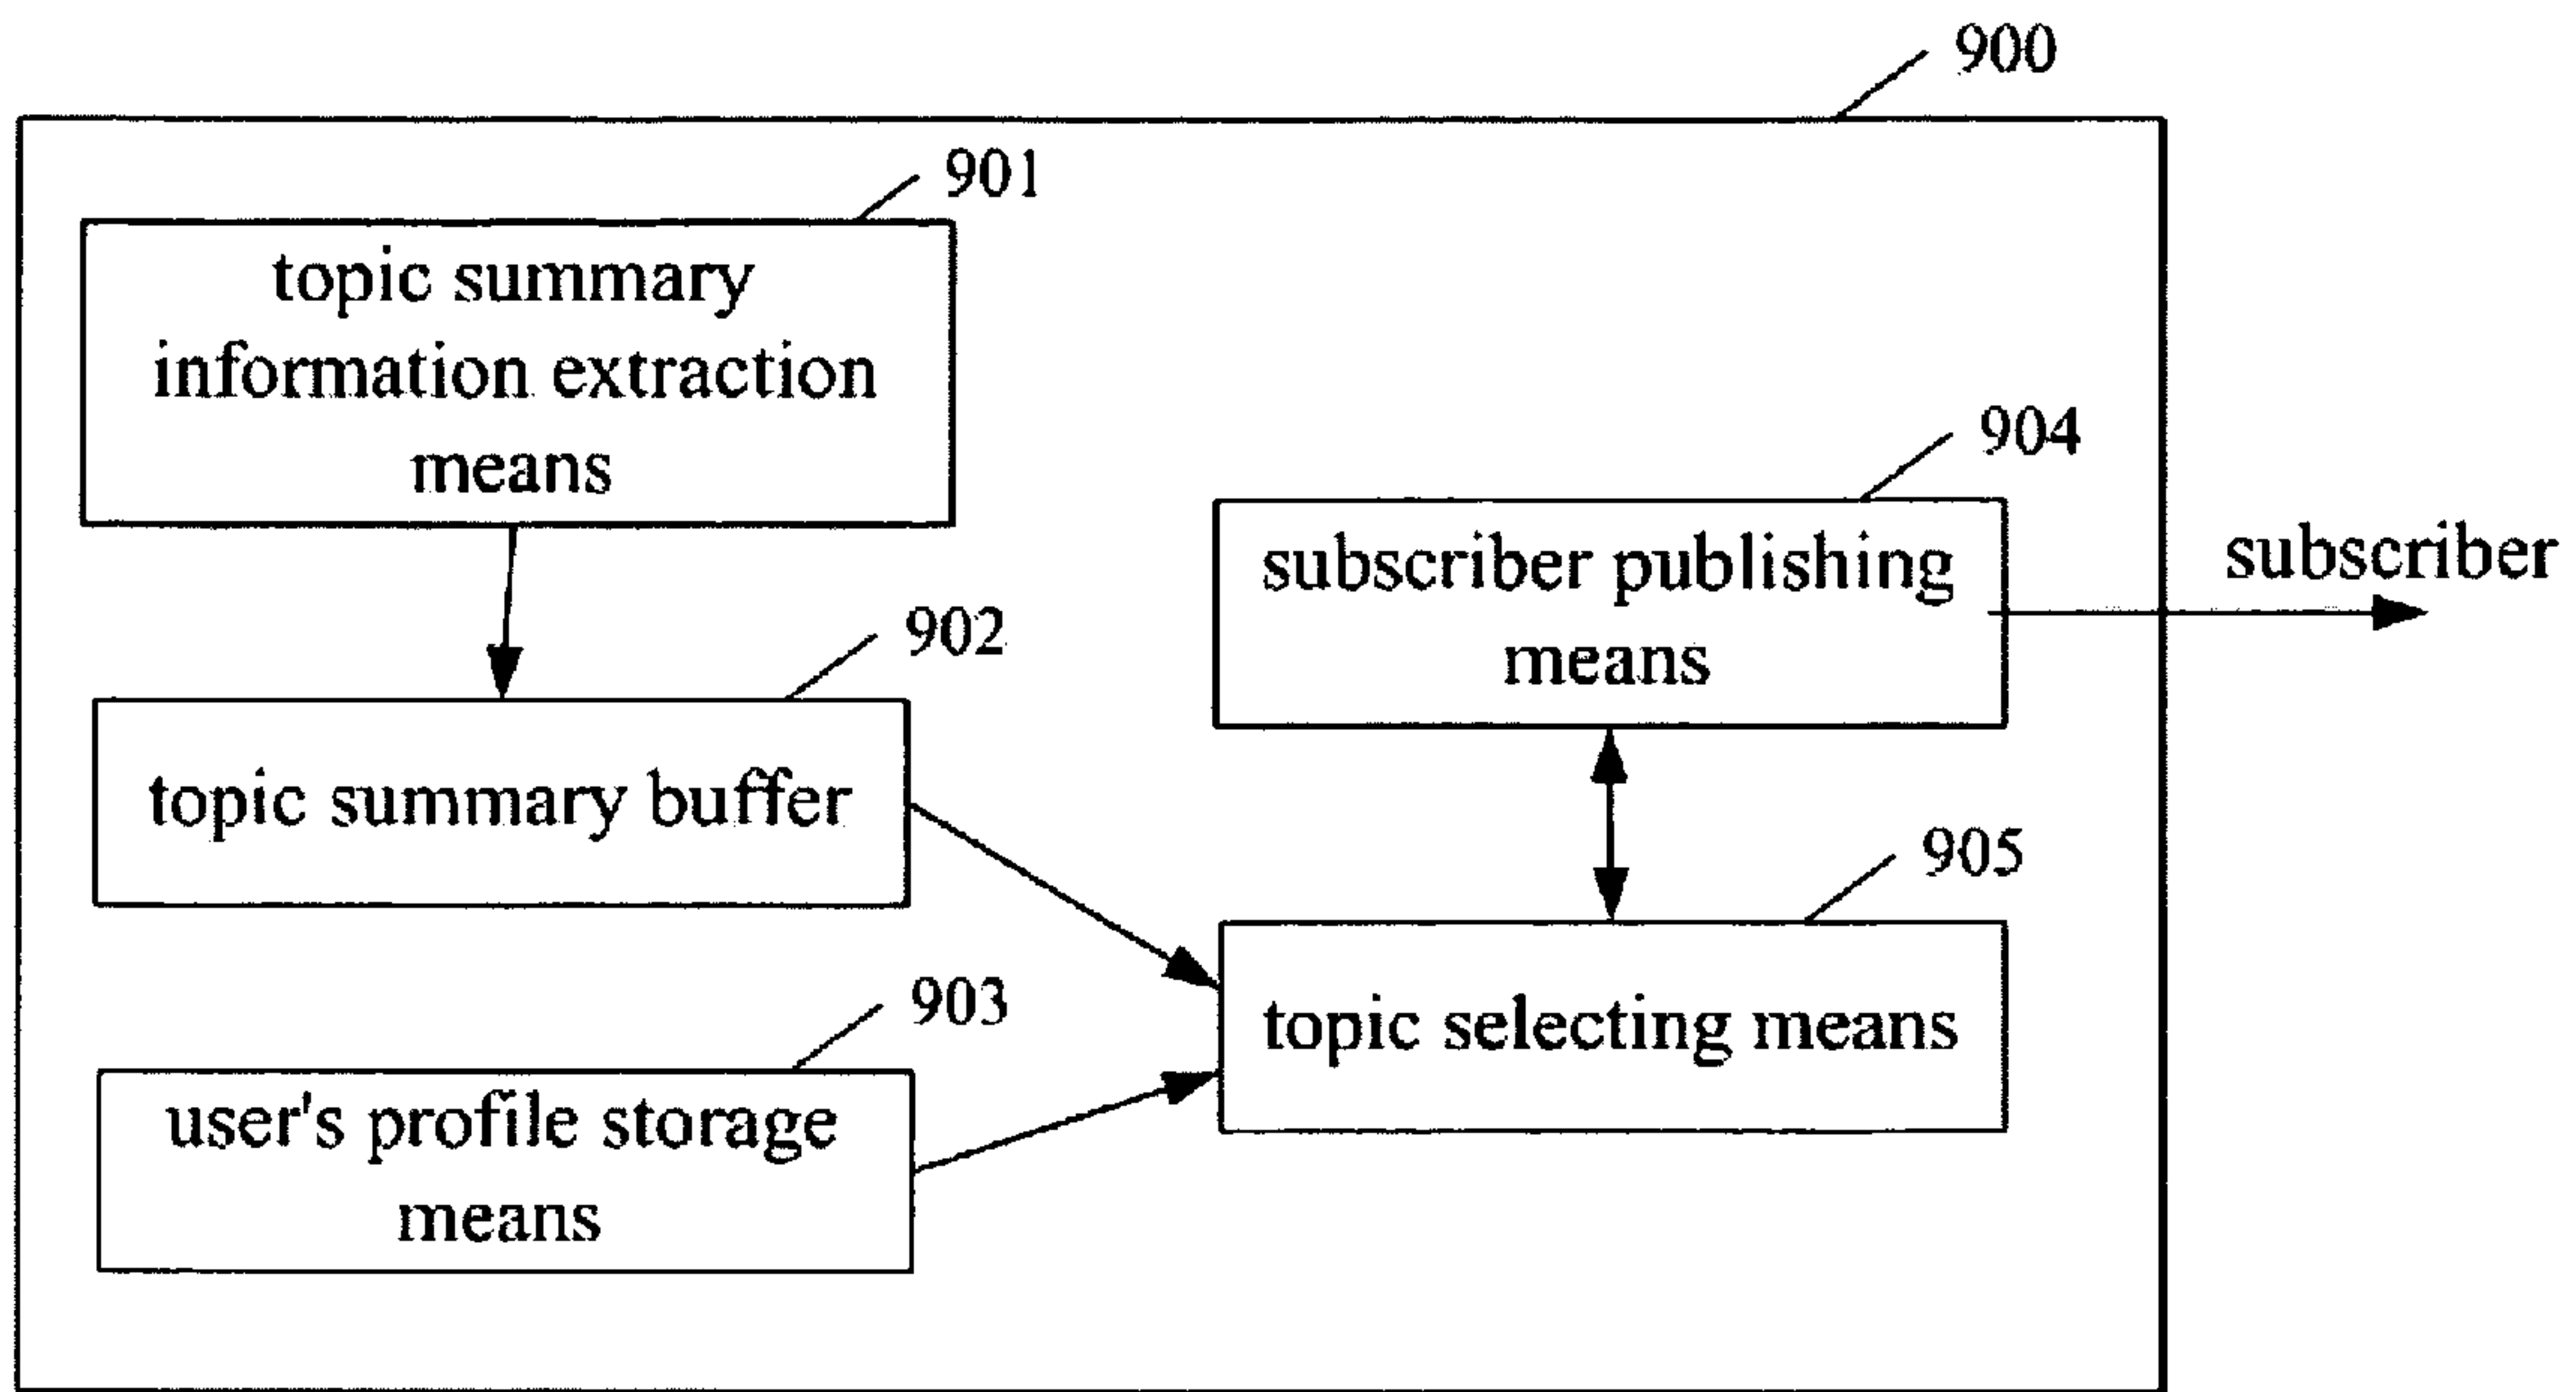 900
901
topic summary
information extraction
means
904
subscriber publishing
means
subscriber
902
topic summary buffer
905
topic selecting means
903
user's profile storage
means